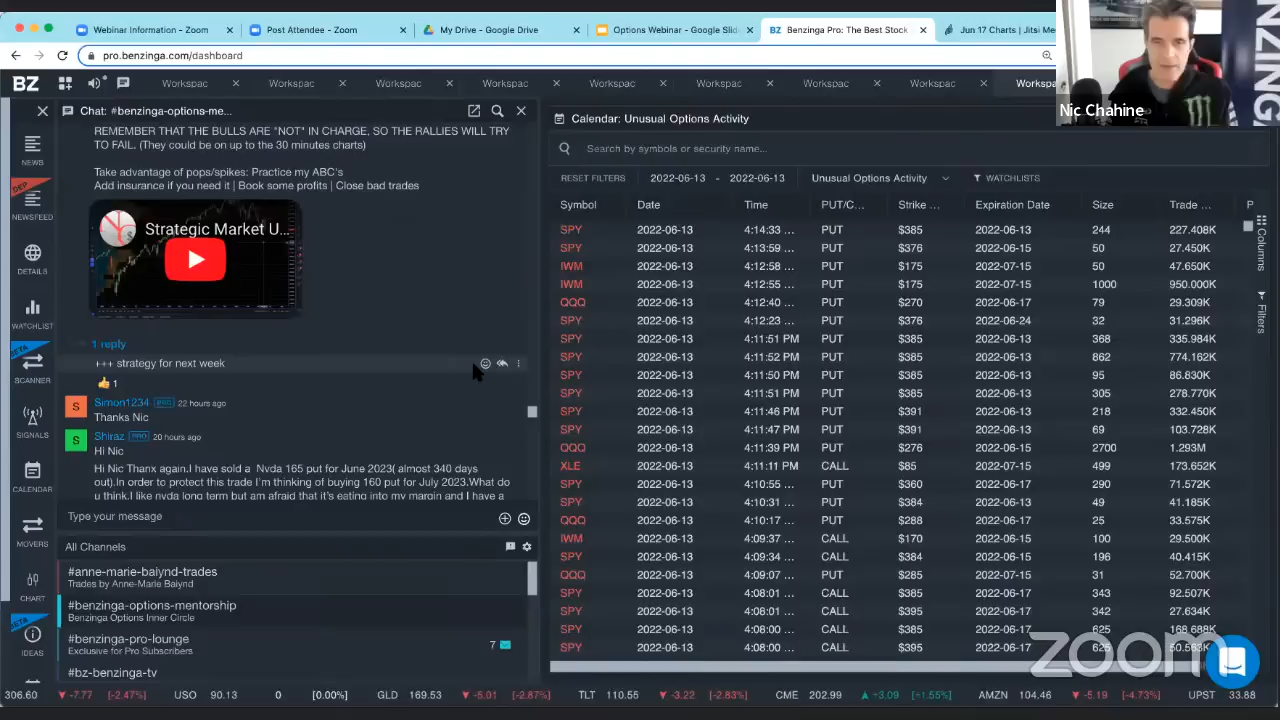 Webinar Information - Zoom
Post Attendee - Zoom
My Drive - Google Drive
Options Webinar - Google Slide
BZ Benzinga Pro: The Best Stock
Jun 17 Charts | Jitsi Me
pro.benzinga.com/dashboard
Nic Chahine
BZ
Workspac Workspac Workspac Workspac Workspac Workspac Workspac Workspac Worksp
NEWS
DEP
NEWSFEED
DETAILS
WATCHLIST
BETA
SCANNER
SIGNALS
CALENDAR
MOVERS
CHART
BETA
IDEAS
Chat: #benzinga-options-me...
REMEMBER THAT THE BULLS ARE "NOT" IN CHARGE, SO THE RALLIES WILL TRY
TO FAIL. (They could be on up to the 30 minutes charts)
Take advantage of pops/spikes: Practice my ABC's
Add insurance if you need it | Book some profits | Close bad trades
Strategic Market U...
1 reply
+++ strategy for next week
👍 1
S Simon1234 PRO 22 hours ago
Thanks Nic
S Shiraz PRO 20 hours ago
Hi Nic
Hi Nic Thanx again.I have sold a Nvda 165 put for June 2023( almost 340 days
out).In order to protect this trade I'm thinking of buying 160 put for July 2023.What do
u think.I like nvda long term but am afraid that it's eating into my margin and I have a
Type your message
All Channels
#anne-marie-baiynd-trades
Trades by Anne-Marie Baiynd
#benzinga-options-mentorship
Benzinga Options Inner Circle
#benzinga-pro-lounge
Exclusive for Pro Subscribers
7
#bz-benzinga-tv
Calendar: Unusual Options Activity
Search by symbols or security name...
RESET FILTERS 2022-06-13 - 2022-06-13 Unusual Options Activity WATCHLISTS
Symbol Date Time PUT/C... Strike ... Expiration Date Size Trade ... P
SPY 2022-06-13 4:14:33 ... PUT $385 2022-06-13 244 227.408K
SPY 2022-06-13 4:13:59 ... PUT $376 2022-06-13 50 27.450K
IWM 2022-06-13 4:12:58 ... PUT $175 2022-07-15 50 47.650K
IWM 2022-06-13 4:12:55 ... PUT $175 2022-07-15 1000 950.000K
QQQ 2022-06-13 4:12:40 ... PUT $270 2022-06-17 79 29.309K
SPY 2022-06-13 4:12:23 ... PUT $376 2022-06-24 32 31.296K
SPY 2022-06-13 4:11:51 PM PUT $385 2022-06-13 368 335.984K
SPY 2022-06-13 4:11:52 PM PUT $385 2022-06-13 862 774.162K
SPY 2022-06-13 4:11:50 PM PUT $385 2022-06-13 95 86.830K
SPY 2022-06-13 4:11:51 PM PUT $385 2022-06-13 305 278.770K
SPY 2022-06-13 4:11:46 PM PUT $391 2022-06-13 218 332.450K
SPY 2022-06-13 4:11:47 PM PUT $391 2022-06-13 69 103.728K
QQQ 2022-06-13 4:11:39 PM PUT $276 2022-06-15 2700 1.293M
XLE 2022-06-13 4:11:11 PM CALL $85 2022-07-15 499 173.652K
SPY 2022-06-13 4:10:55 ... PUT $360 2022-06-17 290 71.572K
SPY 2022-06-13 4:10:31 ... PUT $384 2022-06-13 49 41.185K
QQQ 2022-06-13 4:10:17 ... PUT $288 2022-06-17 25 33.575K
IWM 2022-06-13 4:09:37 ... CALL $170 2022-06-17 100 29.500K
SPY 2022-06-13 4:09:34 ... CALL $384 2022-06-15 196 40.415K
QQQ 2022-06-13 4:09:07 ... PUT $285 2022-07-15 31 52.700K
SPY 2022-06-13 4:08:01 ... CALL $385 2022-06-17 343 92.507K
SPY 2022-06-13 4:08:01 ... CALL $395 2022-06-17 342 27.634K
SPY 2022-06-13 4:08:00 ... CALL $385 2022-06-17 625
SPY 2022-06-13 4:08:00 ... CALL $395 2022-06-17
Columns
Filters
zoom
306.60 ▼ -7.77 [-2.47%] USO 90.13 0 [0.00%] GLD 169.53 ▼ -5.01 [-2.87%] TLT 110.55 ▼ -3.22 [-2.83%] CME 202.99 ▲ +3.09 [+1.55%] AMZN 104.46 ▼ -5.19 [-4.73%] UPST 33.88